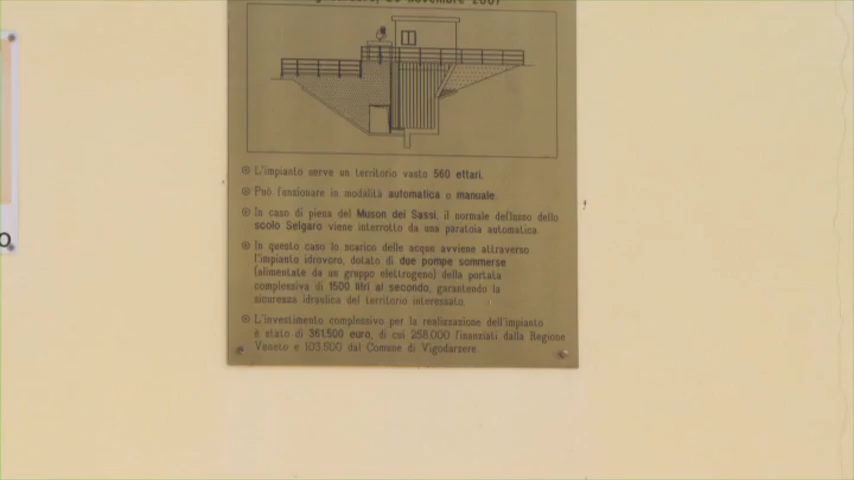 novembre 2007
L'impianto serve un territorio vasto 560 ettari.
Può funzionare in modalità automatica o manuale.
In caso di piena del Muson dei Sassi, il normale deflusso dello
scolo Selgaro viene interrotto da una paratoia automatica.
In questo caso lo scarico delle acque avviene attraverso
l'impianto idrovoro, dotato di due pompe sommerse
(alimentate da un gruppo elettrogeno) della portata
complessiva di 1500 litri al secondo, garantendo la
sicurezza idraulica del territorio interessato.
L'investimento complessivo per la realizzazione dell'impianto
è stato di 361.500 euro, di cui 258.000 finanziati dalla Regione
Veneto e 103.500 dal Comune di Vigodarzere.